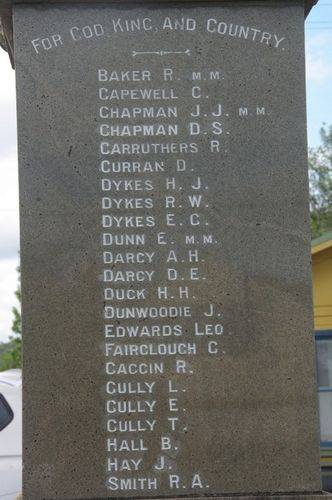 For God, King, and Country.
Baker R. M.M.
Capewell C.
Chapman J.J. M.M.
Chapman D.S.
Carruthers R.
Curran D.
Dykes H.J.
Dykes R.W.
Dykes E.C.
Dunn E. M.M.
Darcy A.H.
Darcy D.E.
Duck H.H.
Dunwoodie J.
Edwards Leo.
Fairclough C.
Gaggin R.
Gully L.
Gully E.
Gully T.
Hall B.
Hay J.
Smith R.A.